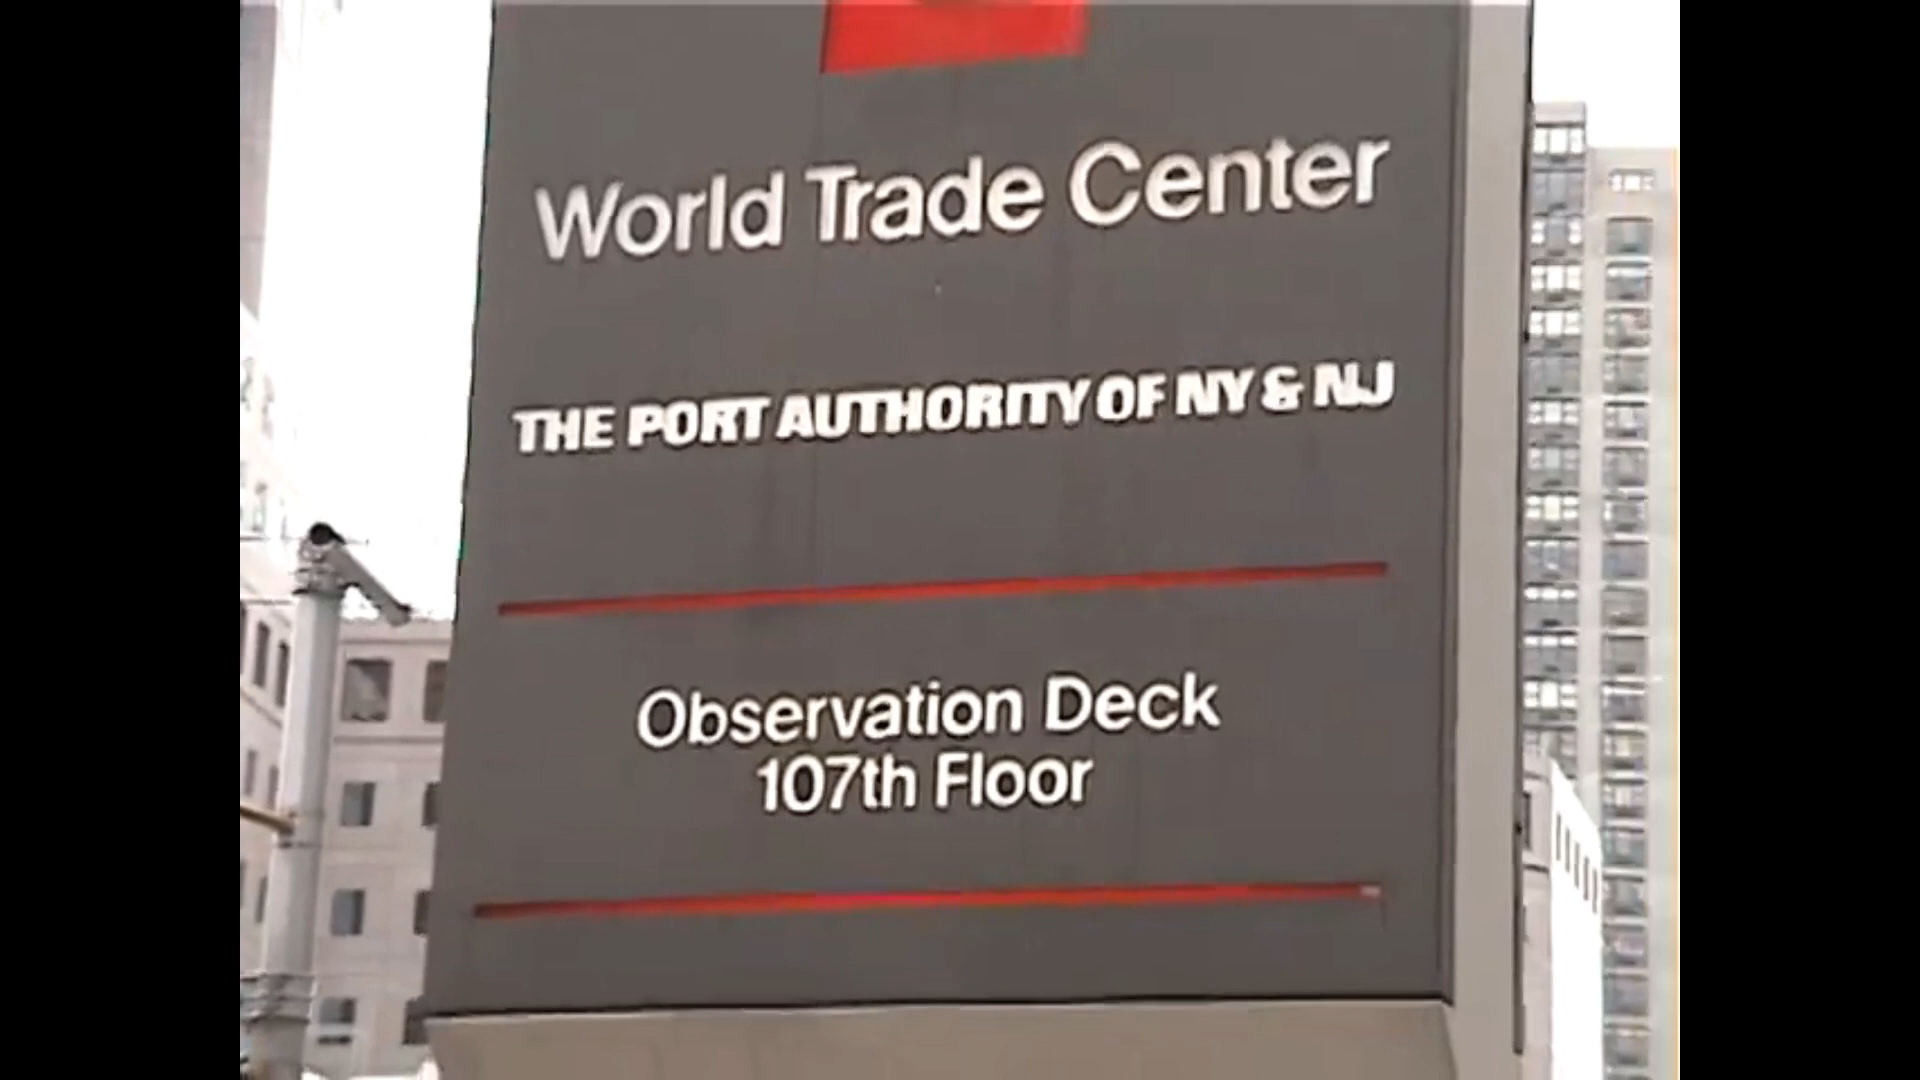 World Trade Center
THE PORT AUTHORITY OF NY & NJ
Observation Deck
107th Floor